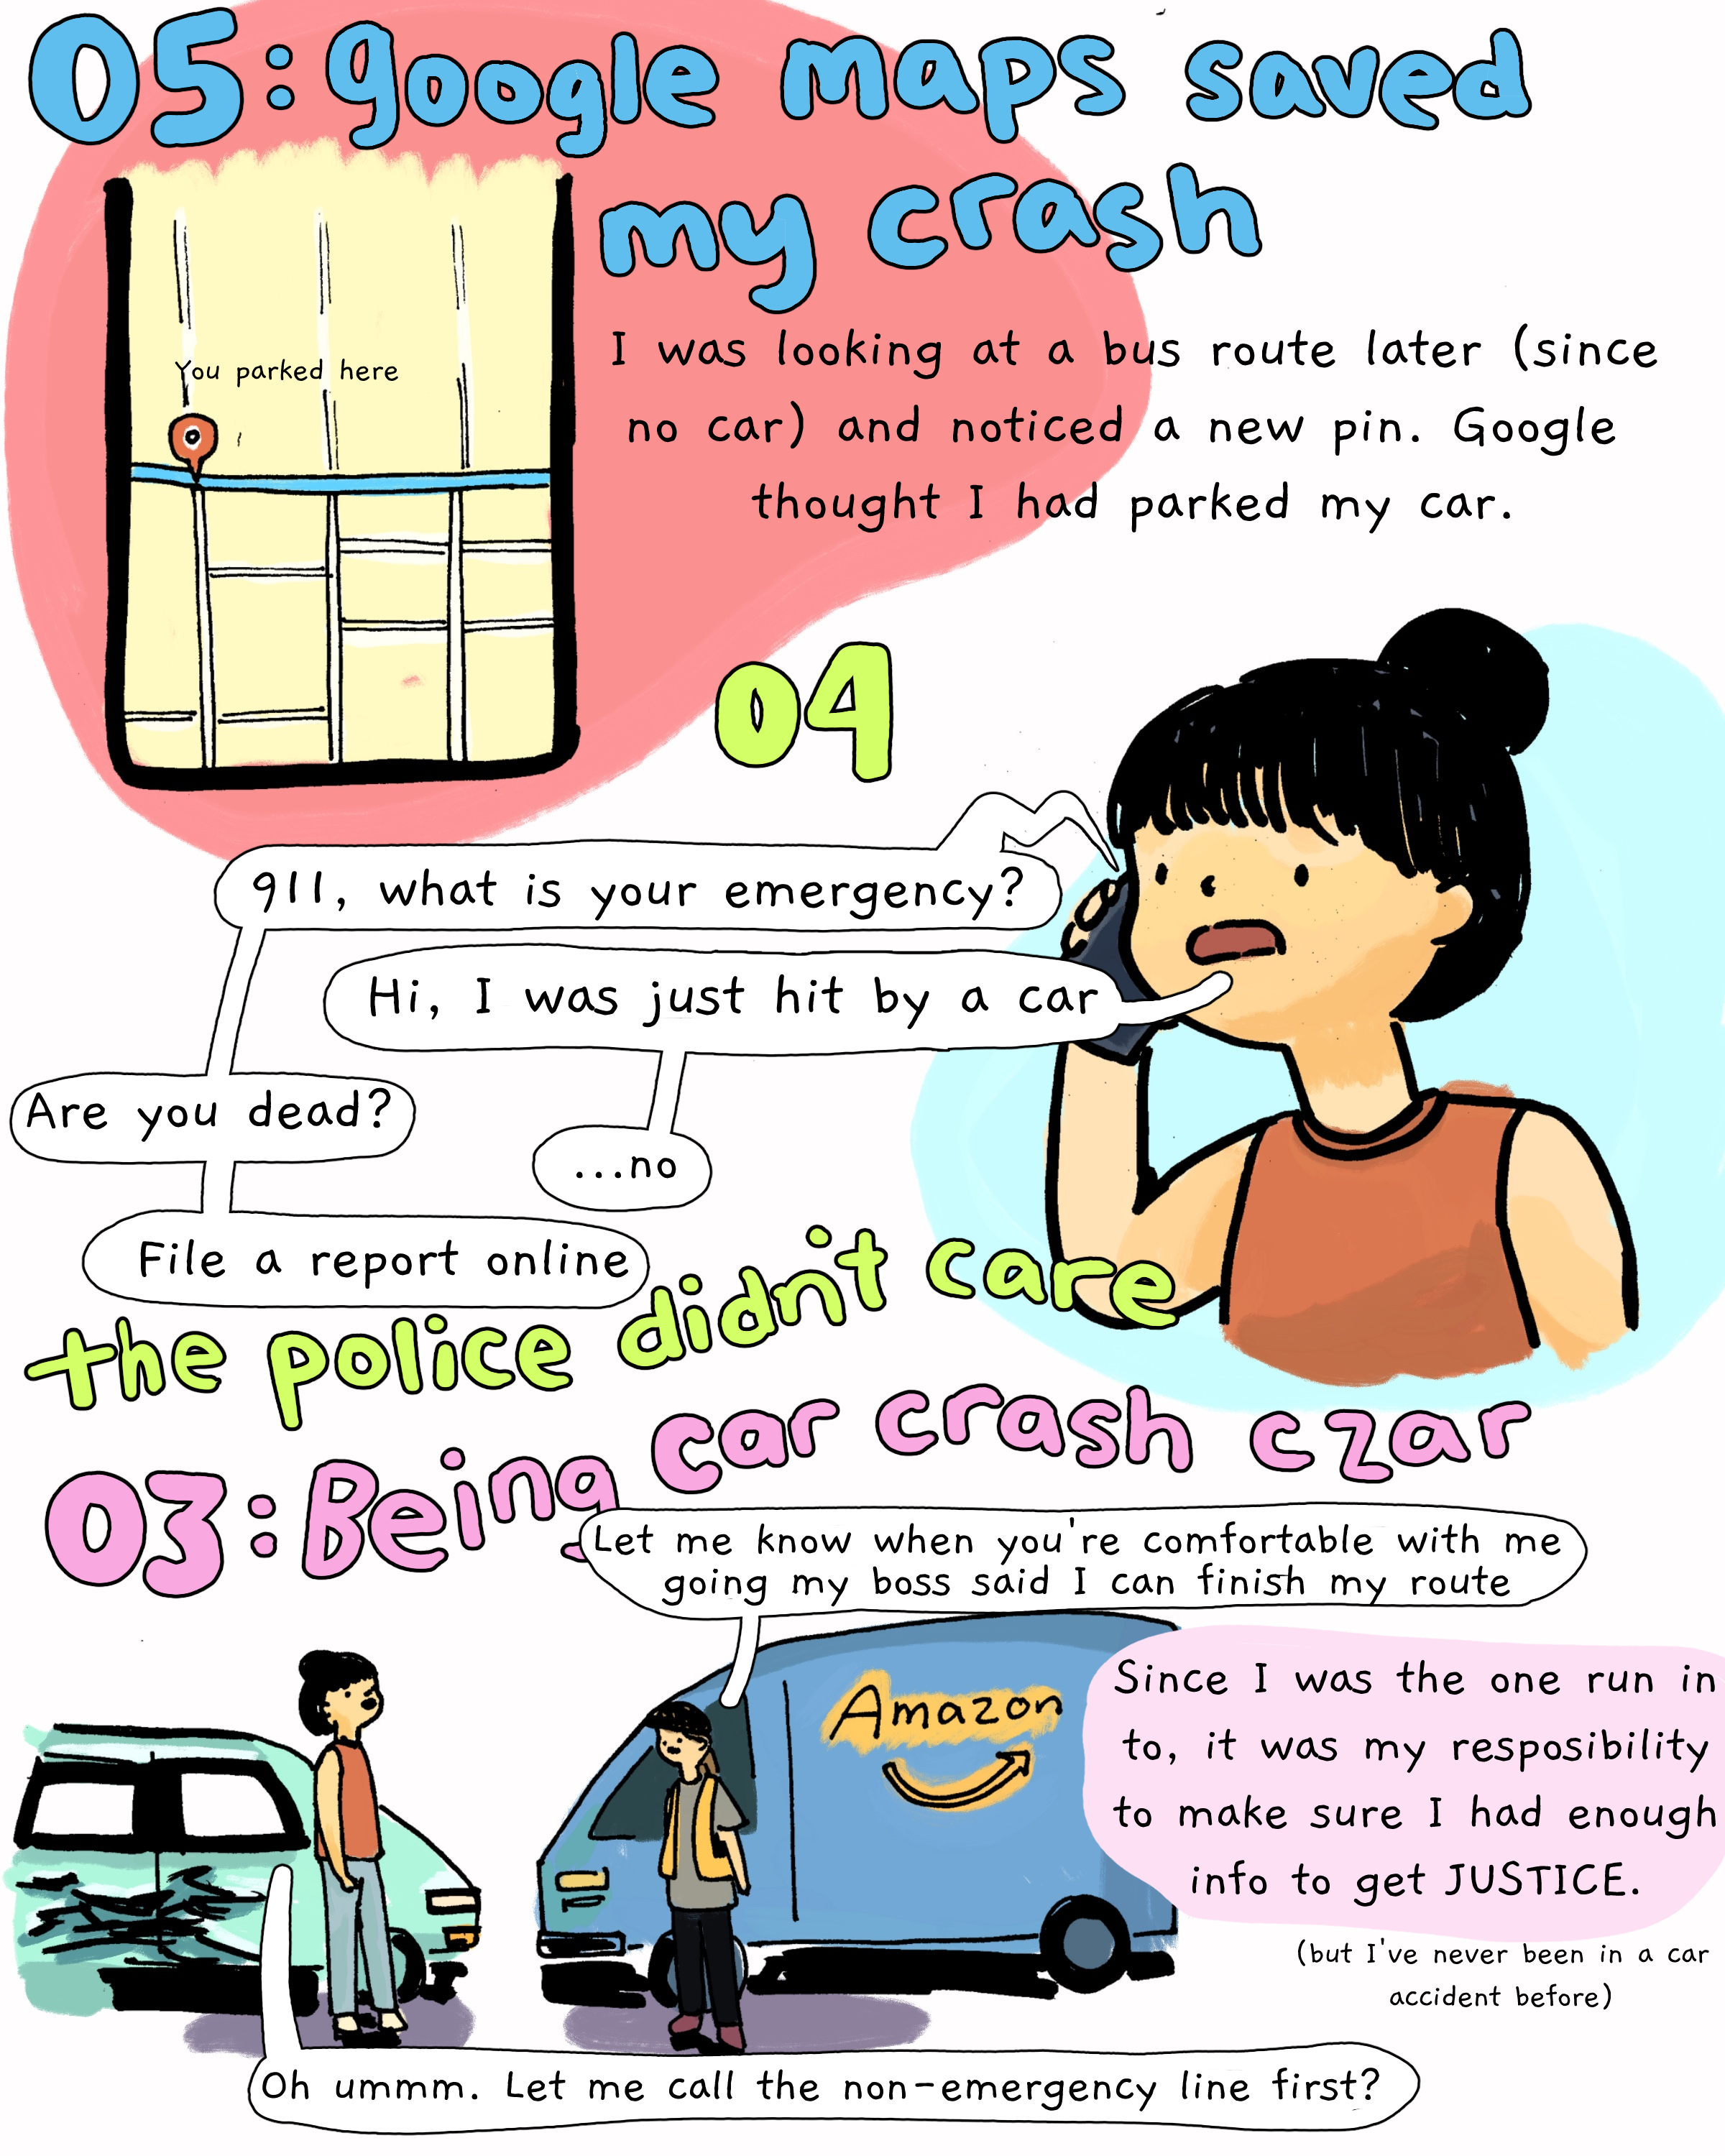 05: google maps saved
my crash
You parked here
I was looking at a bus route later (since
no car) and noticed a new pin. Google
thought I had parked my car.
04
911, what is your emergency?
Hi, I was just hit by a car
Are you dead?
...no
File a report online
the police didn't care
03: Being car crash czar
Let me know when you're comfortable with me
going my boss said I can finish my route
Amazon
Since I was the one run in
to, it was my resposibility
to make sure I had enough
info to get JUSTICE.
(but I've never been in a car
accident before)
Oh ummm. Let me call the non-emergency line first?